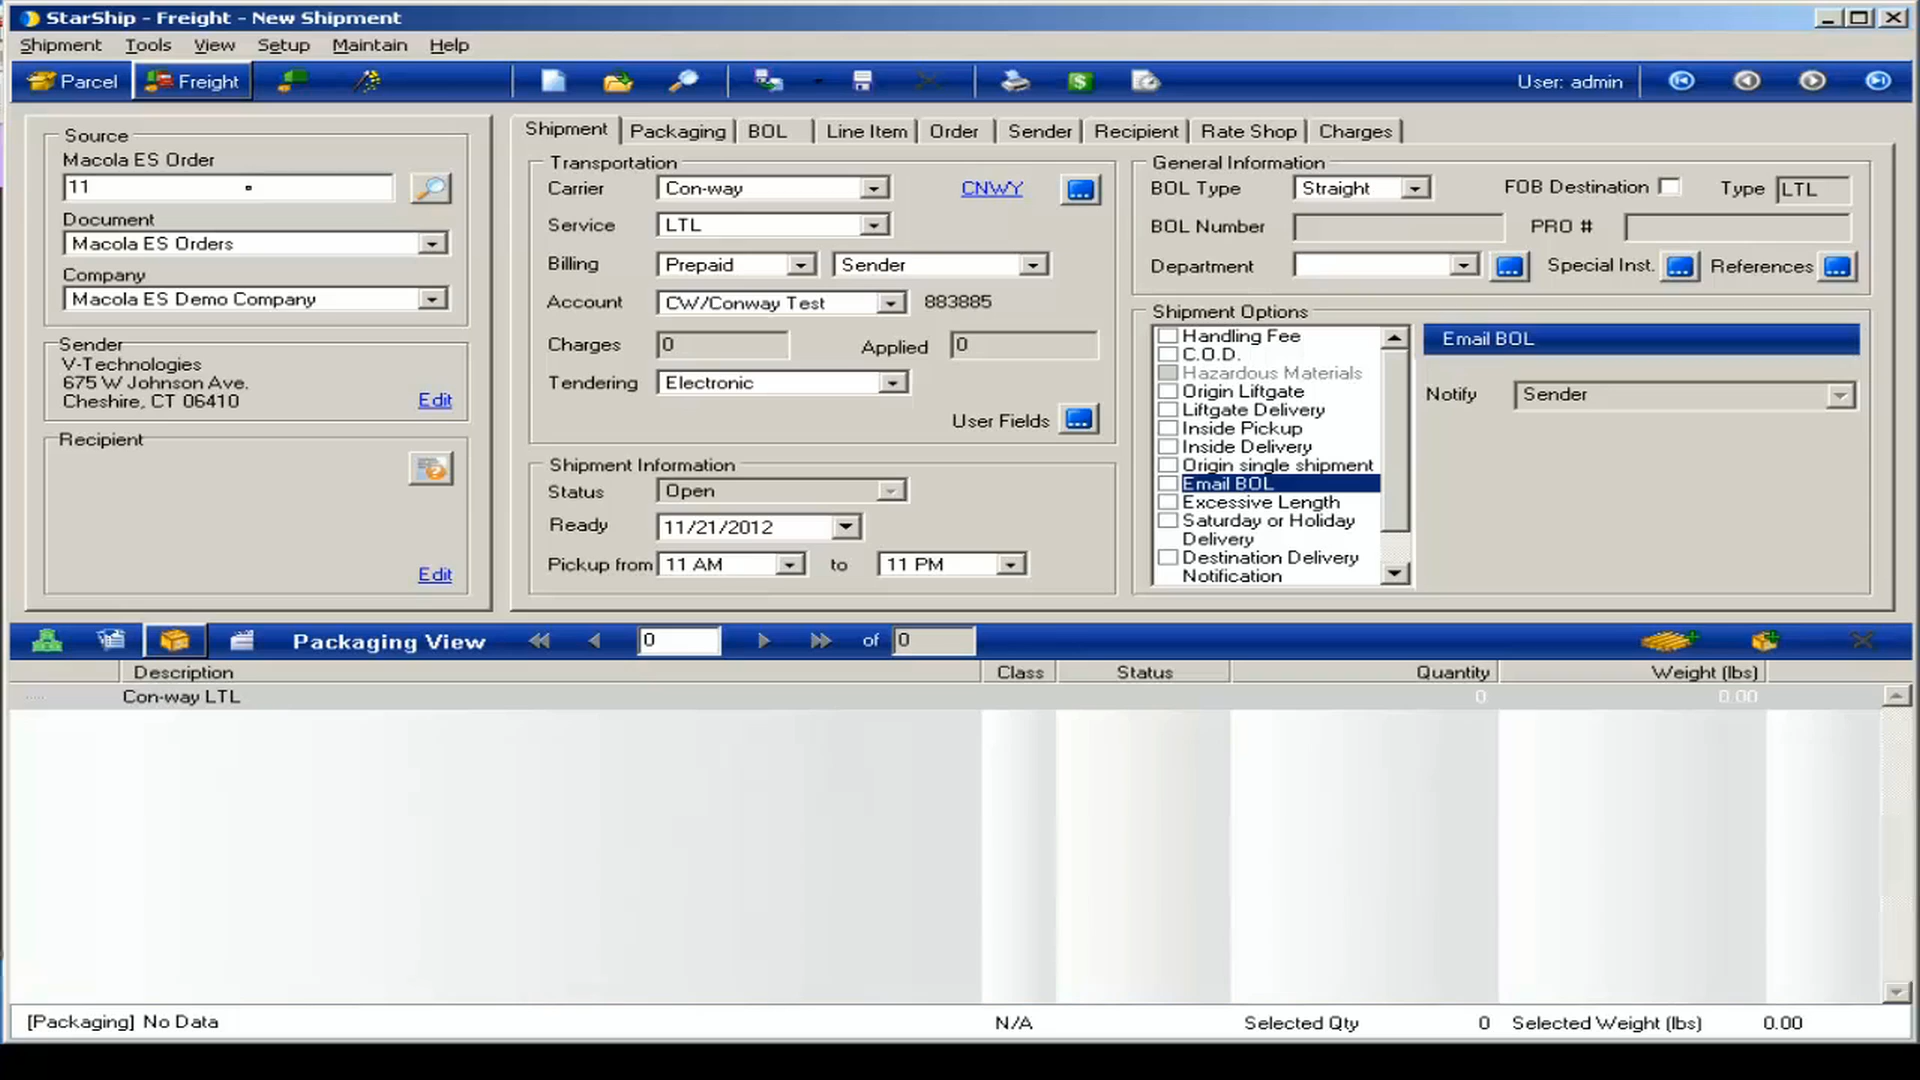 StarShip - Freight - New Shipment
Shipment Tools View Setup Maintain Help
Parcel Freight User: admin
Source
Macola ES Order
11
Document
Macola ES Orders
Company
Macola ES Demo Company
Sender
V-Technologies
675 W Johnson Ave.
Cheshire, CT 06410 Edit
Recipient
Edit
Shipment Packaging BOL Line Item Order Sender Recipient Rate Shop Charges
Transportation
Carrier Con-way CNWY
Service LTL
Billing Prepaid Sender
Account CW/Conway Test 883885
Charges 0 Applied 0
Tendering Electronic
User Fields
Shipment Information
Status Open
Ready 11/21/2012
Pickup from 11 AM to 11 PM
General Information
BOL Type Straight FOB Destination Type LTL
BOL Number PRO #
Department Special Inst. References
Shipment Options
Handling Fee
C.O.D.
Hazardous Materials
Origin Liftgate
Liftgate Delivery
Inside Pickup
Inside Delivery
Origin single shipment
Email BOL
Excessive Length
Saturday or Holiday
Delivery
Destination Delivery
Notification
Email BOL
Notify Sender
Packaging View 0 of 0
Description Class Status Quantity Weight (lbs)
Con-way LTL 0 0.00
[Packaging] No Data N/A Selected Qty 0 Selected Weight (lbs) 0.00